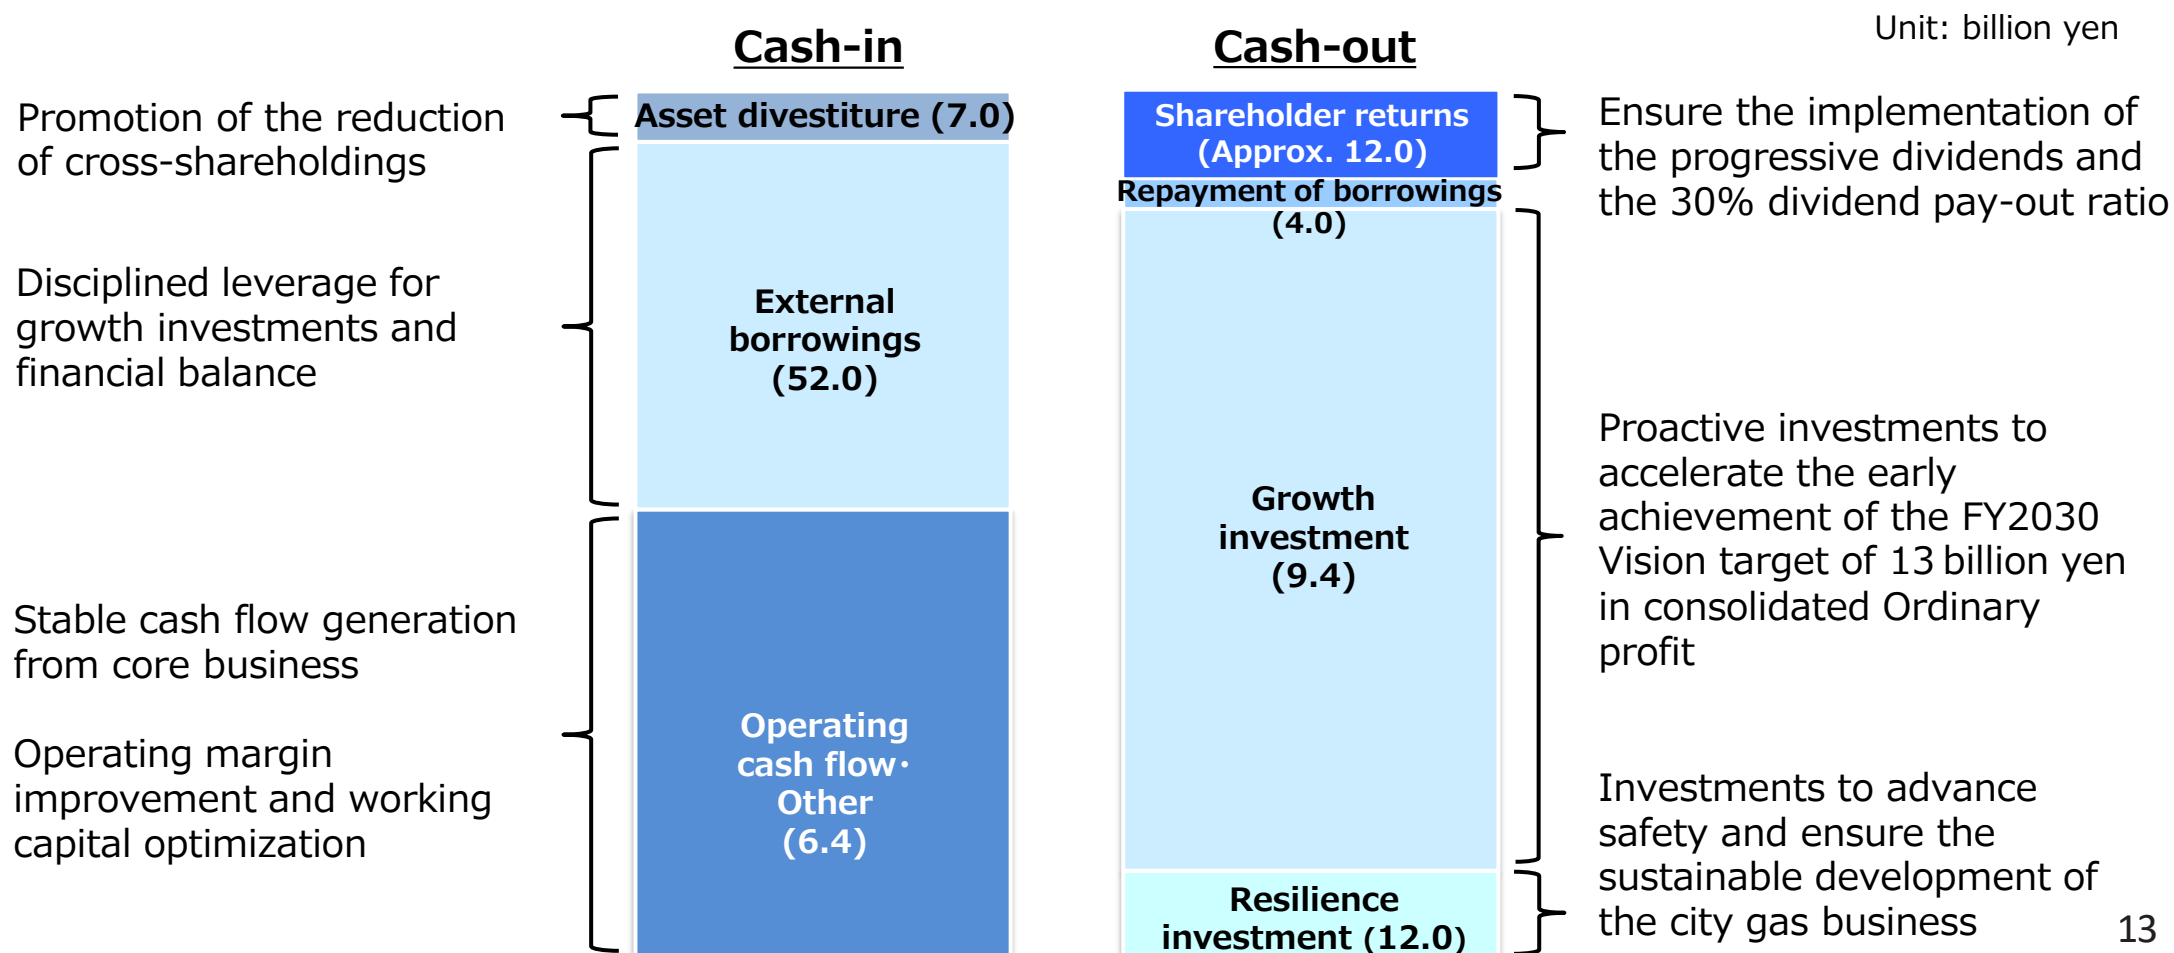 Unit: billion yen
Cash-in
Cash-out
Promotion of the reduction
of cross-shareholdings
Disciplined leverage for
growth investments and
financial balance
Stable cash flow generation
from core business
Operating margin
improvement and working
capital optimization
Asset divestiture (7.0)
External
borrowings
(52.0)
Operating
cash flow・
Other
(6.4)
Shareholder returns
(Approx. 12.0)
Repayment of borrowings
(4.0)
Growth
investment
(9.4)
Resilience
investment (12.0)
Ensure the implementation of
the progressive dividends and
the 30% dividend pay-out ratio
Proactive investments to
accelerate the early
achievement of the FY2030
Vision target of 13 billion yen
in consolidated Ordinary
profit
Investments to advance
safety and ensure the
sustainable development of
the city gas business
13